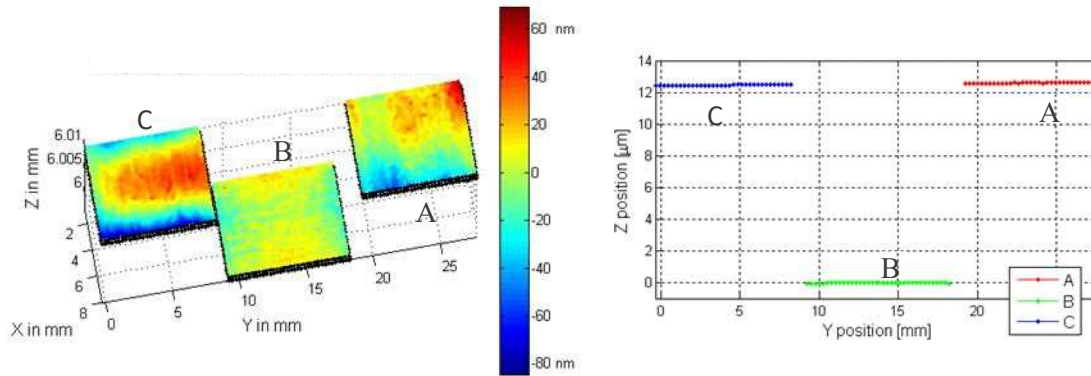 C
B
A
6.01
6.005
6
Z in mm
2
4
6
8
X in mm
0
5
10
15
20
25
Y in mm
60 nm
40
20
0
-20
-40
-60
-80 nm
14
12
10
8
6
4
2
0
Z position [µm]
C
A
B
A
B
C
0
5
10
15
20
Y position [mm]